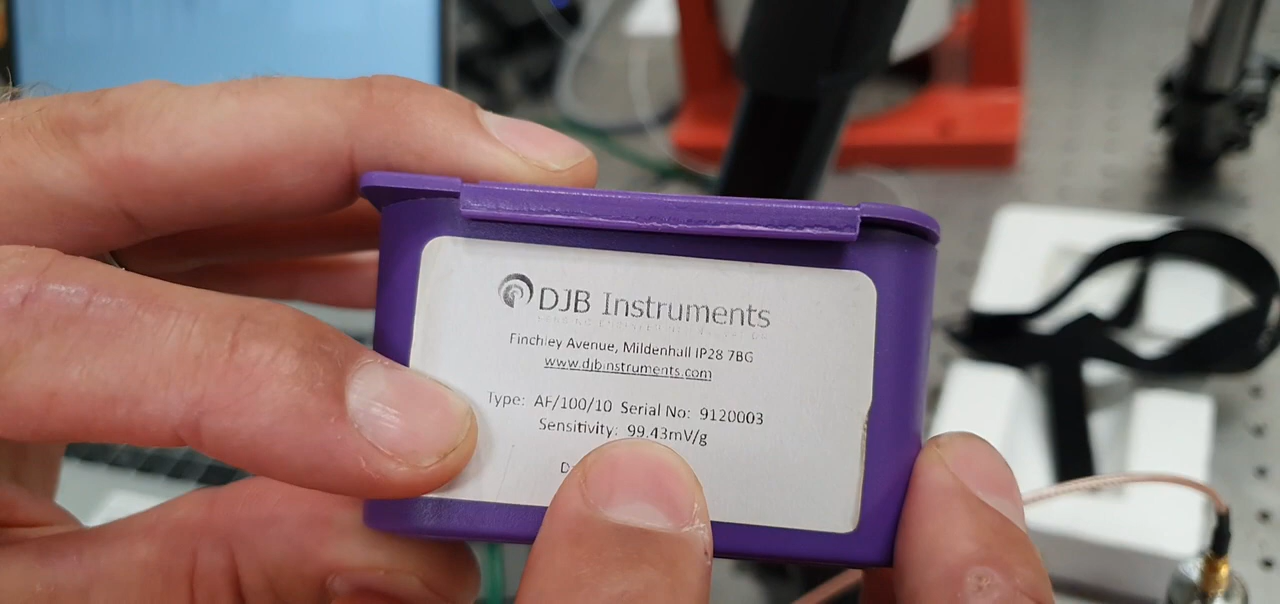 DJB Instruments
Finchley Avenue, Mildenhall IP28 7BG
www.djbinstruments.com
Type: AF/100/10 Serial No: 9120003
Sensitivity: 99.43mV/g